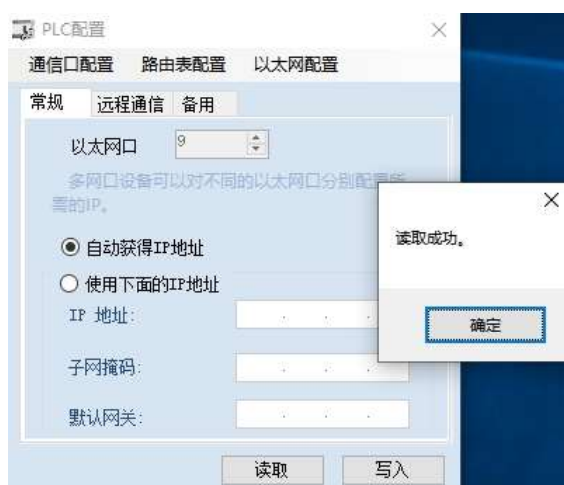 PLC配置
通信口配置 路由表配置 以太网配置
常规 远程通信 备用
以太网口 9
多网口设备可以对不同的以太网口分别配置所
需的IP。
读取成功。
自动获得IP地址
使用下面的IP地址
确定
IP 地址:
子网掩码:
默认网关:
读取 写入